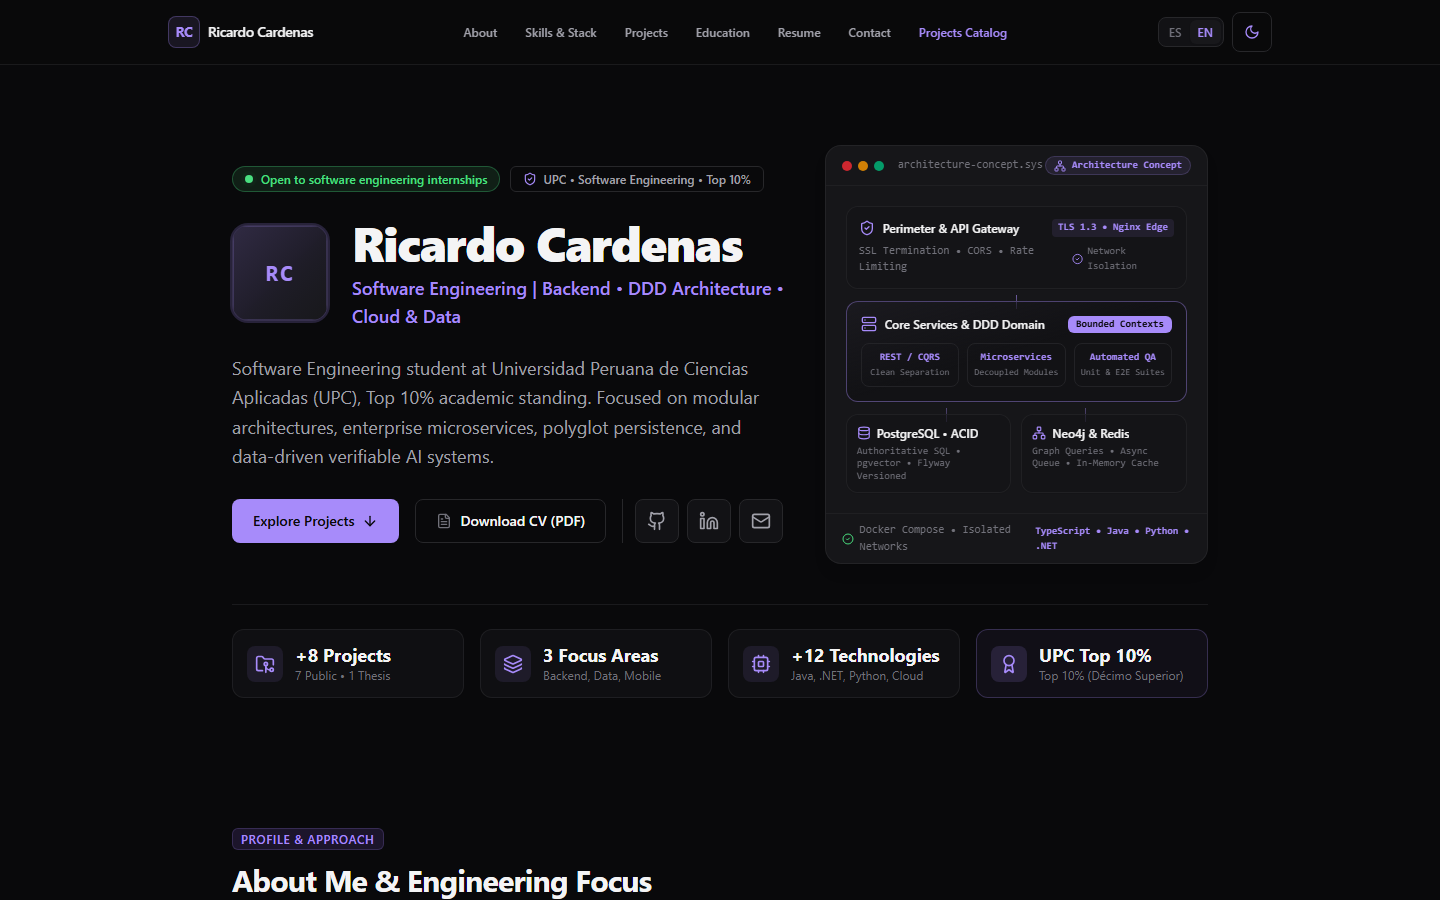 RC Ricardo Cardenas
About Skills & Stack Projects Education Resume Contact Projects Catalog
ES EN
Open to software engineering internships
UPC • Software Engineering • Top 10%
RC
Ricardo Cardenas
Software Engineering | Backend • DDD Architecture •
Cloud & Data
Software Engineering student at Universidad Peruana de Ciencias
Aplicadas (UPC), Top 10% academic standing. Focused on modular
architectures, enterprise microservices, polyglot persistence, and
data-driven verifiable AI systems.
Explore Projects
Download CV (PDF)
architecture-concept.sys
Architecture Concept
Perimeter & API Gateway
TLS 1.3 • Nginx Edge
SSL Termination • CORS • Rate
Limiting
Network
Isolation
Core Services & DDD Domain
Bounded Contexts
REST / CQRS
Clean Separation
Microservices
Decoupled Modules
Automated QA
Unit & E2E Suites
PostgreSQL • ACID
Authoritative SQL •
pgvector • Flyway
Versioned
Neo4j & Redis
Graph Queries • Async
Queue • In-Memory Cache
Docker Compose • Isolated
Networks
TypeScript • Java • Python •
.NET
+8 Projects
7 Public • 1 Thesis
3 Focus Areas
Backend, Data, Mobile
+12 Technologies
Java, .NET, Python, Cloud
UPC Top 10%
Top 10% (Décimo Superior)
PROFILE & APPROACH
About Me & Engineering Focus